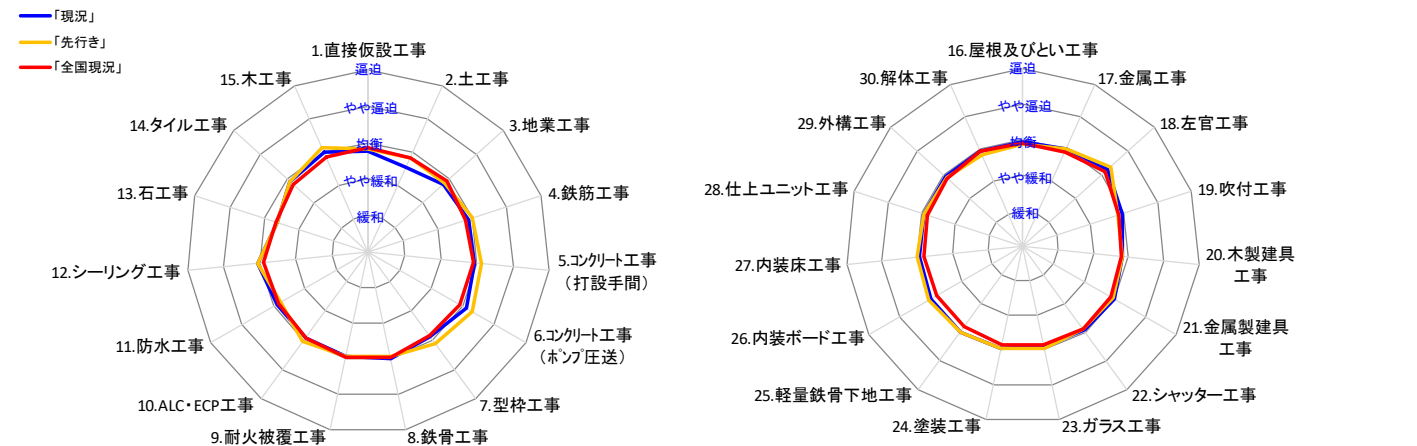 「現況」
「先行き」
「全国現況」
1.直接仮設工事
2.土工事
3.地業工事
4.鉄筋工事
5.コンクリート工事
（打設手間）
6.コンクリート工事
（ポンプ圧送）
7.型枠工事
8.鉄骨工事
9.耐火被覆工事
10.ALC・ECP工事
11.防水工事
12.シーリング工事
13.石工事
14.タイル工事
15.木工事
逼迫
やや逼迫
均衡
やや緩和
緩和
16.屋根及びとい工事
17.金属工事
18.左官工事
19.吹付工事
20.木製建具
工事
21.金属製建具
工事
22.シャッター工事
23.ガラス工事
24.塗装工事
25.軽量鉄骨下地工事
26.内装ボード工事
27.内装床工事
28.仕上ユニット工事
29.外構工事
30.解体工事
逼迫
やや逼迫
均衡
やや緩和
緩和